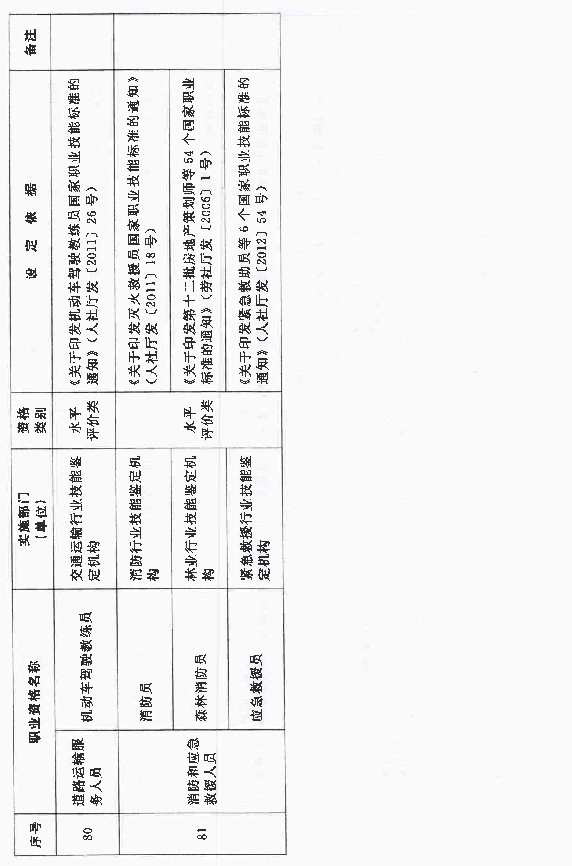 序号
职业资格名称
实施部门
（单位）
资格
类别
设 定 依 据
备注
80
道路运输服
务人员
机动车驾驶教练员
交通运输行业技能鉴
定机构
水平
评价类
《关于印发机动车驾驶教练员国家职业技能标准的
通知》（人社厅发〔2011〕26号）
81
消防和应急
救援人员
消防员
消防行业技能鉴定机
构
水平
评价类
《关于印发灭火救援员国家职业技能标准的通知》
（人社厅发〔2011〕18号）
森林消防员
林业行业技能鉴定机
构
《关于印发第十二批房地产策划师等54个国家职业
标准的通知》（劳社厅发〔2006〕1号）
应急救援员
紧急救援行业技能鉴
定机构
《关于印发紧急救助员等6个国家职业技能标准的
通知》（人社厅发〔2012〕54号）